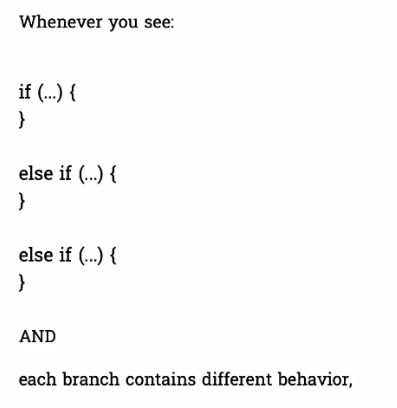 Whenever you see:
if (...) {
}
else if (...) {
}
else if (...) {
}
AND
each branch contains different behavior,